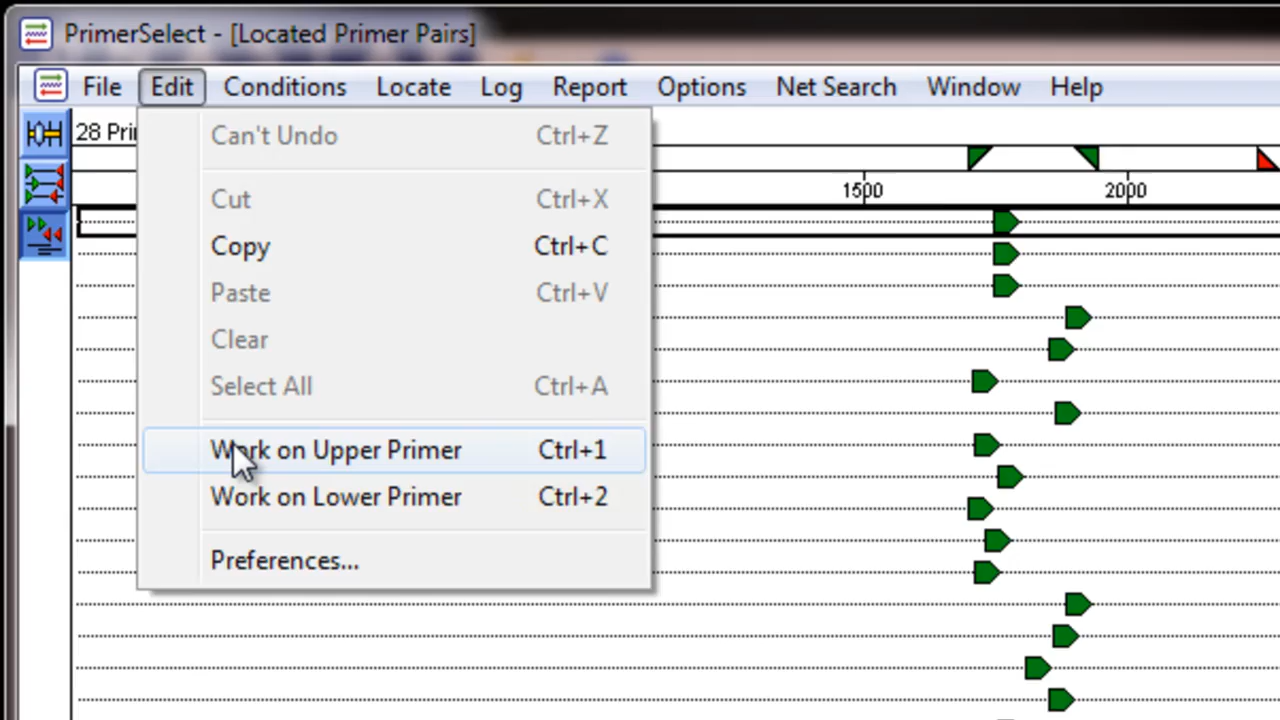 PrimerSelect - [Located Primer Pairs]
File Edit Conditions Locate Log Report Options Net Search Window Help
28 Pri
1500 2000
Can't Undo Ctrl+Z
Cut Ctrl+X
Copy Ctrl+C
Paste Ctrl+V
Clear
Select All Ctrl+A
Work on Upper Primer Ctrl+1
Work on Lower Primer Ctrl+2
Preferences...